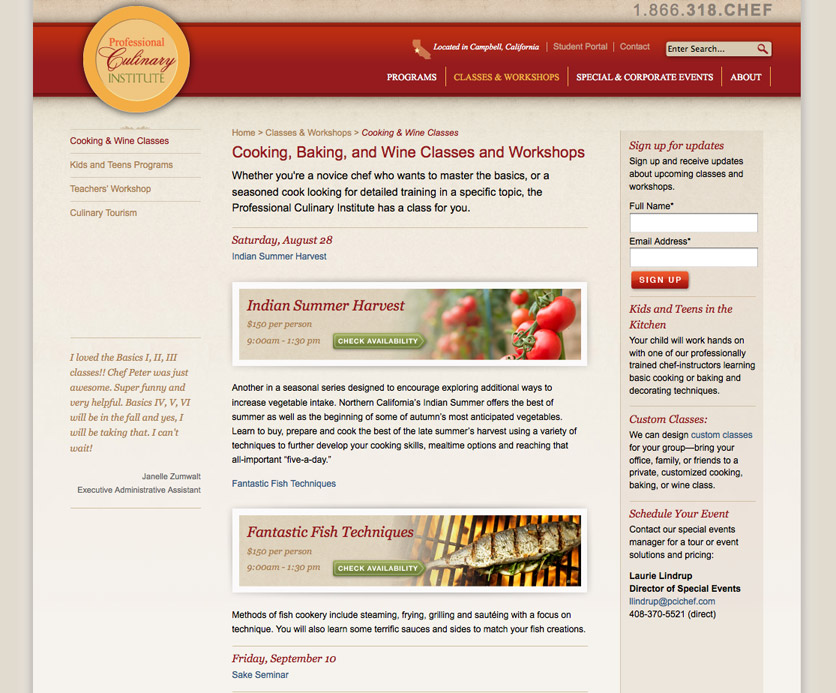 1.866.318.CHEF
Professional
Culinary
INSTITUTE
Located in Campbell, California
Student Portal
Contact
Enter Search...
PROGRAMS
CLASSES & WORKSHOPS
SPECIAL & CORPORATE EVENTS
ABOUT
Cooking & Wine Classes
Kids and Teens Programs
Teachers' Workshop
Culinary Tourism
I loved the Basics I, II, III
classes!! Chef Peter was just
awesome. Super funny and
very helpful. Basics IV, V, VI
will be in the fall and yes, I
will be taking that. I can't
wait!
Janelle Zumwalt
Executive Administrative Assistant
Home > Classes & Workshops > Cooking & Wine Classes
Cooking, Baking, and Wine Classes and Workshops
Whether you're a novice chef who wants to master the basics, or a
seasoned cook looking for detailed training in a specific topic, the
Professional Culinary Institute has a class for you.
Saturday, August 28
Indian Summer Harvest
Indian Summer Harvest
$150 per person
9:00am - 1:30 pm
CHECK AVAILABILITY
Another in a seasonal series designed to encourage exploring additional ways to
increase vegetable intake. Northern California's Indian Summer offers the best of
summer as well as the beginning of some of autumn's most anticipated vegetables.
Learn to buy, prepare and cook the best of the late summer's harvest using a variety of
techniques to further develop your cooking skills, mealtime options and reaching that
all-important "five-a-day."
Fantastic Fish Techniques
Fantastic Fish Techniques
$150 per person
9:00am - 1:30 pm
CHECK AVAILABILITY
Methods of fish cookery include steaming, frying, grilling and sautéing with a focus on
technique. You will also learn some terrific sauces and sides to match your fish creations.
Friday, September 10
Sake Seminar
Sign up for updates
Sign up and receive updates
about upcoming classes and
workshops.
Full Name*
Email Address*
SIGN UP
Kids and Teens in the
Kitchen
Your child will work hands on
with one of our professionally
trained chef-instructors learning
basic cooking or baking and
decorating techniques.
Custom Classes:
We can design custom classes
for your group—bring your
office, family, or friends to a
private, customized cooking,
baking, or wine class.
Schedule Your Event
Contact our special events
manager for a tour or event
solutions and pricing:
Laurie Lindrup
Director of Special Events
llindrup@pcichef.com
408-370-5521 (direct)